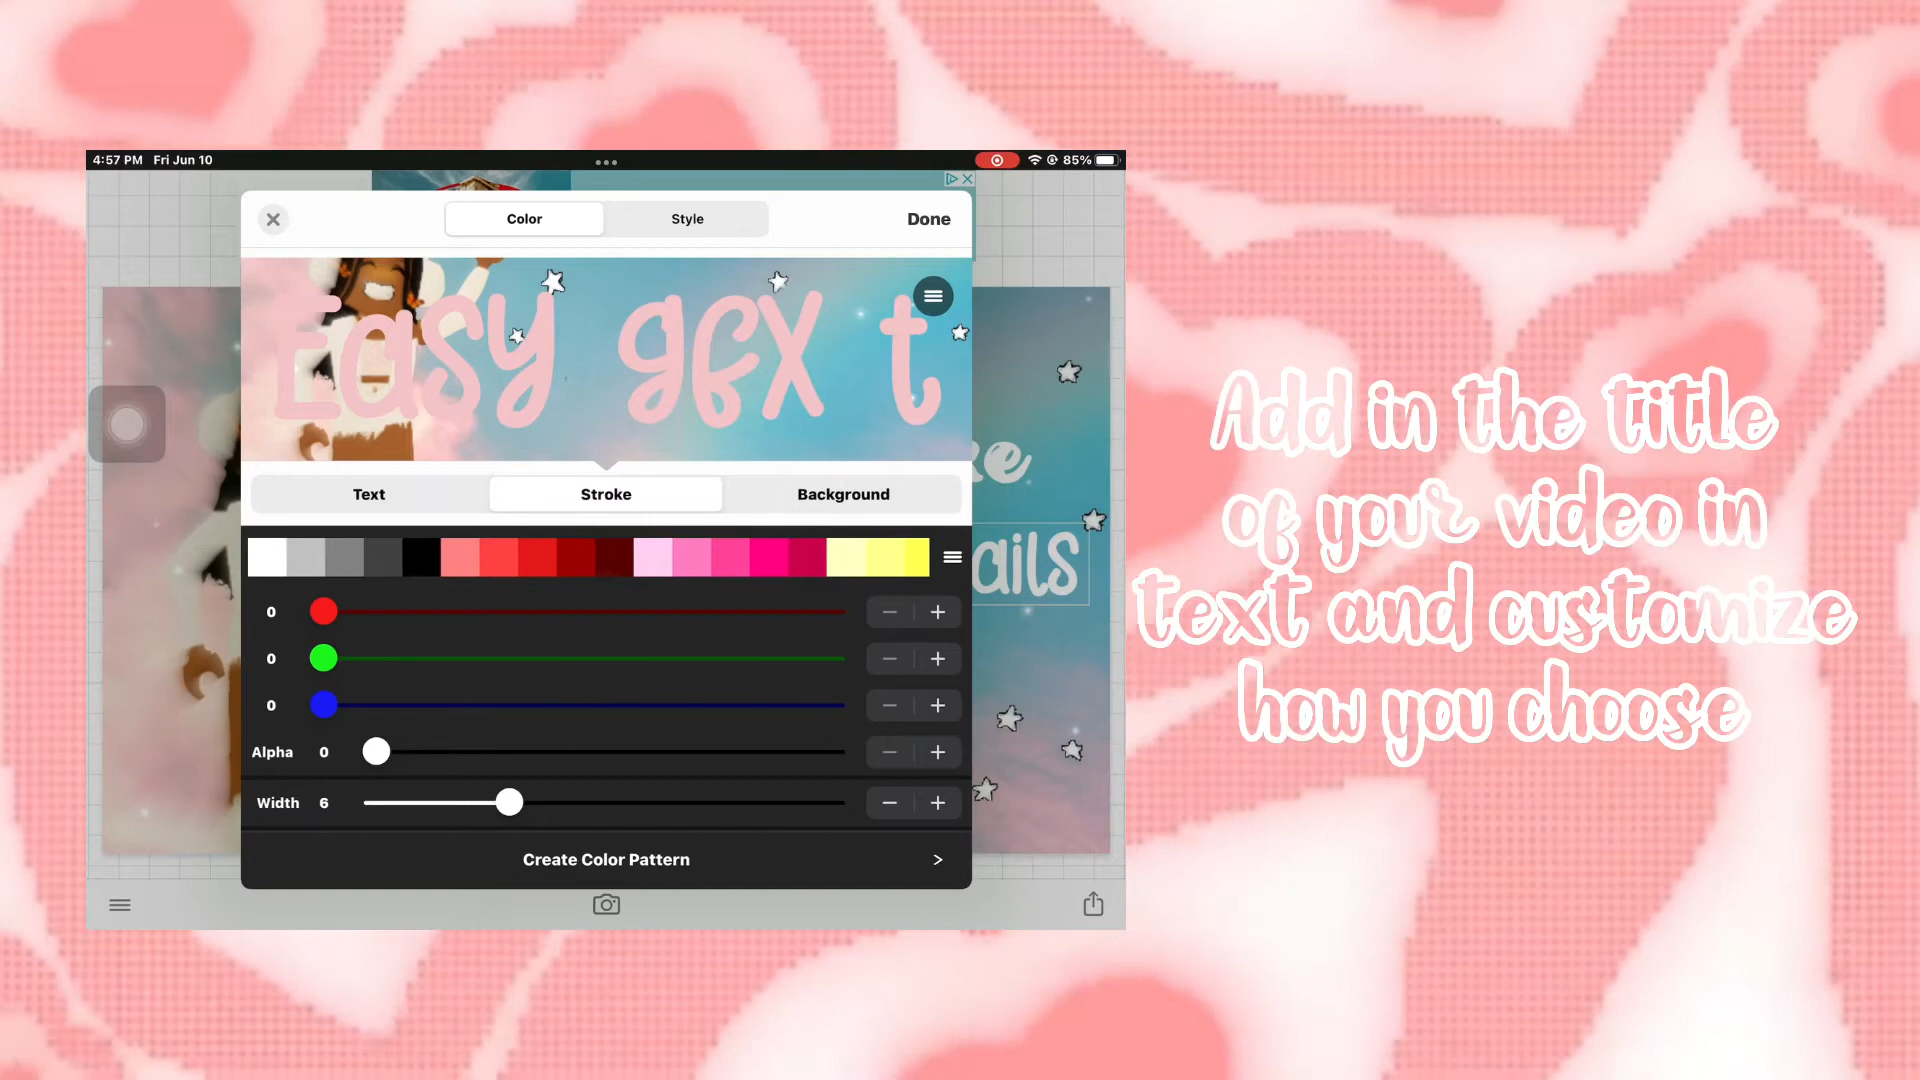 4:57 PM Fri Jun 10
85%
Color
Style
Done
Easy gfx t
Text
Stroke
Background
ails
0
0
0
Alpha 0
Width 6
Create Color Pattern
Add in the title
of your video in
text and customize
how you choose